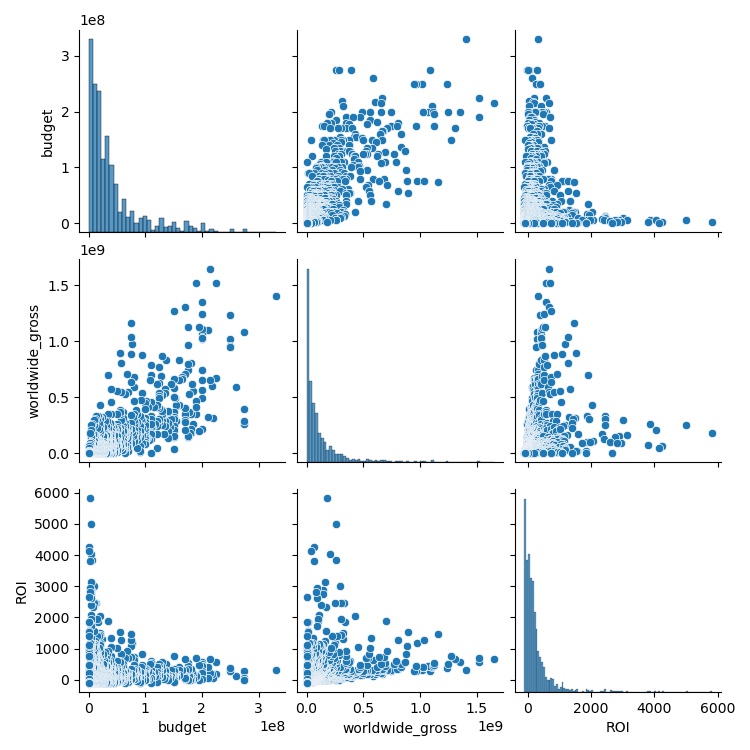 1e8
3
2
1
0
budget
1e9
1.5
1.0
0.5
0.0
worldwide_gross
6000
5000
4000
3000
2000
1000
0
ROI
0 1 2 3
1e8
budget
0.0 0.5 1.0 1.5
1e9
worldwide_gross
0 2000 4000 6000
ROI